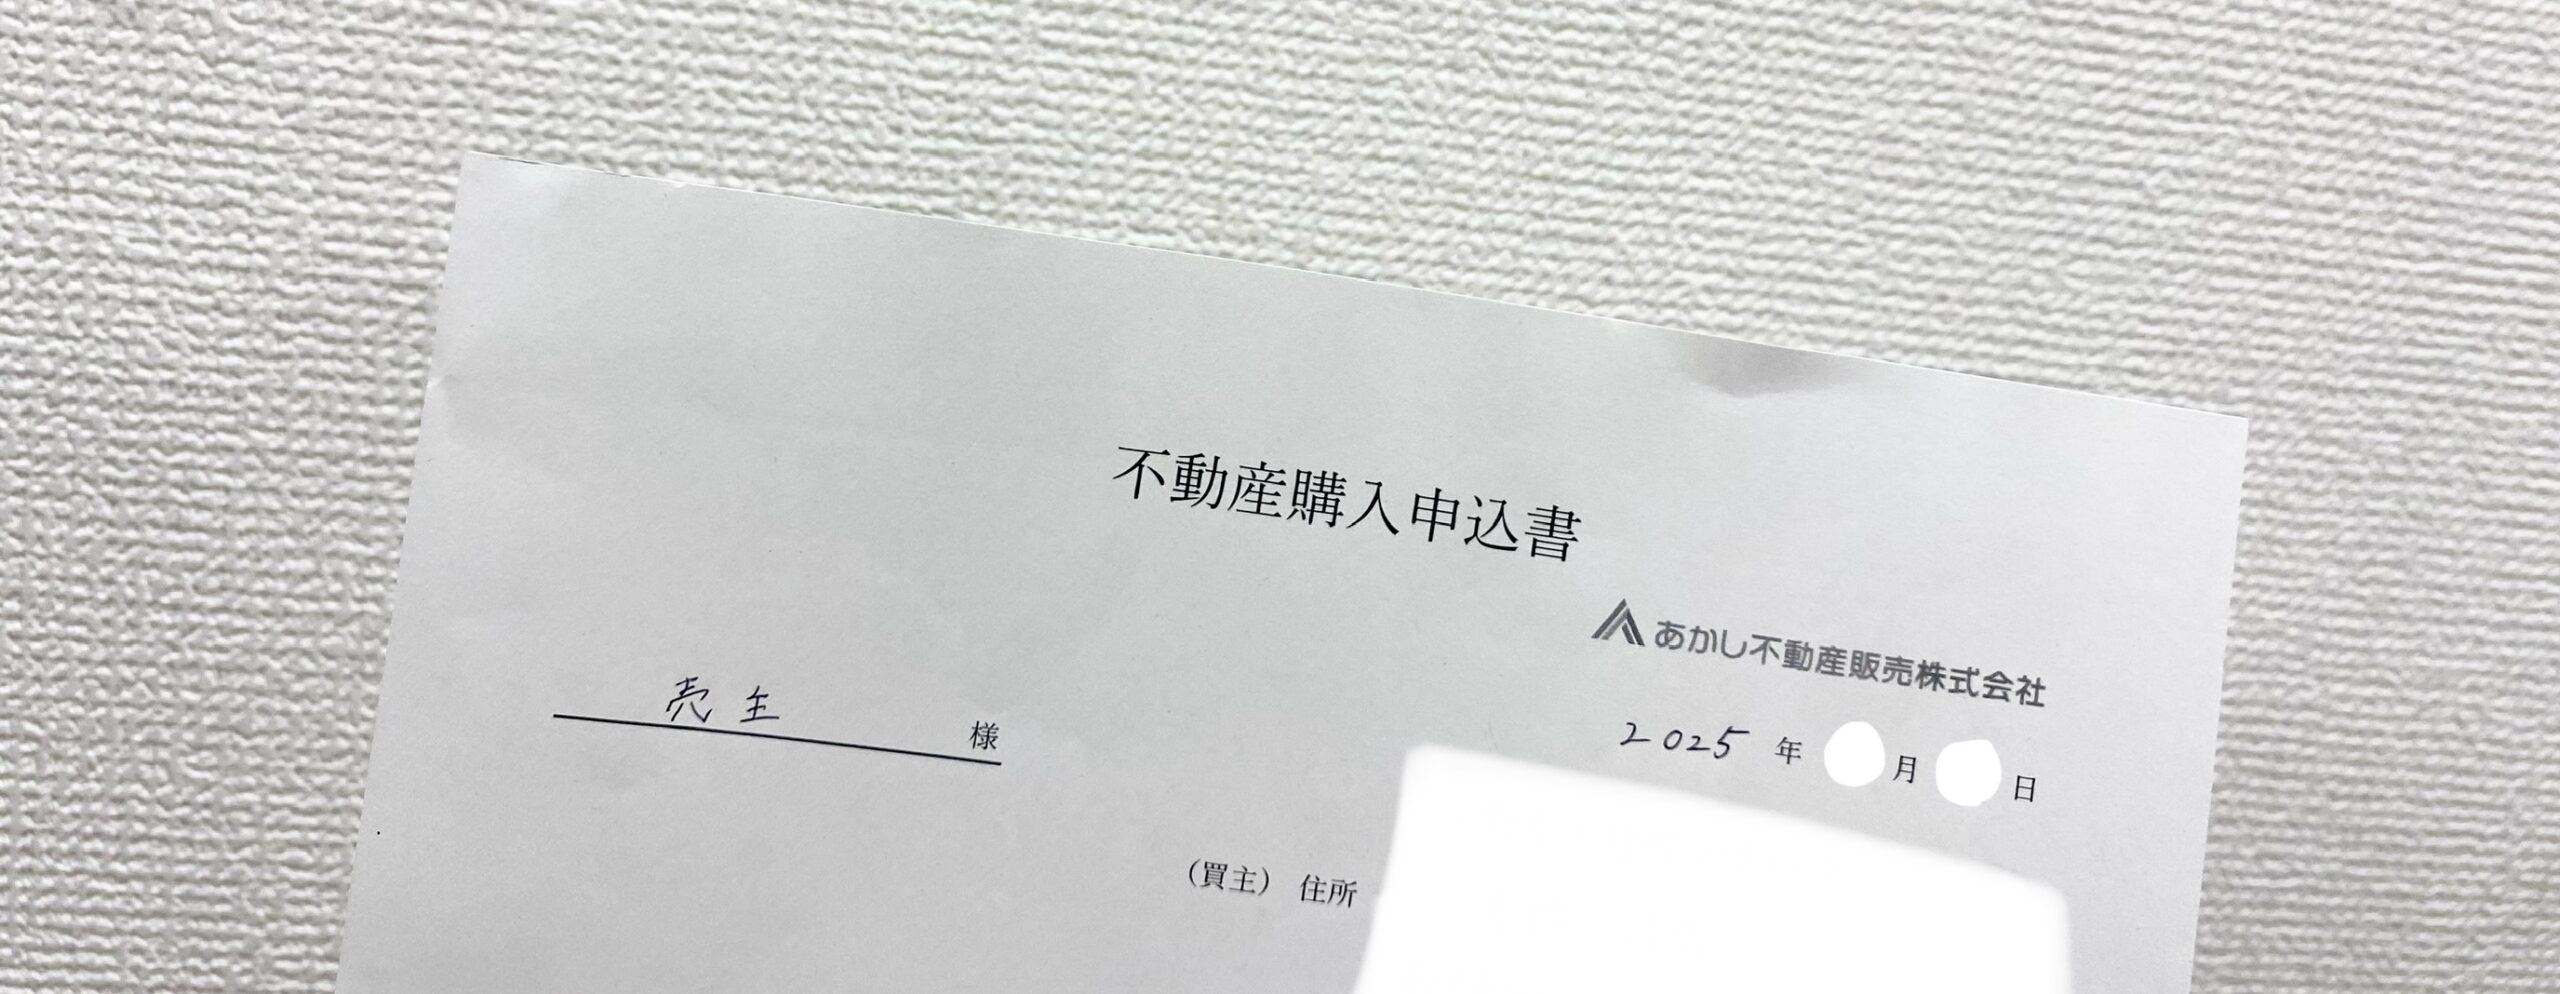 不動産購入申込書
あかし不動産販売株式会社
売主 様
2025 年 月 日
（買主） 住所